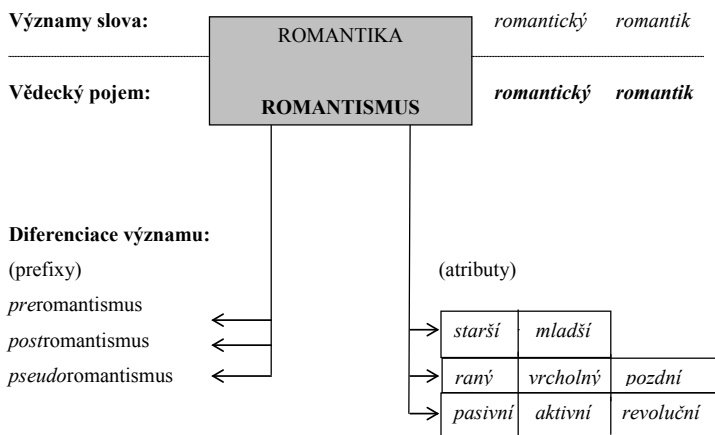 Významy slova: ROMANTIKA romantický romantik
Vědecký pojem: ROMANTISMUS romantický romantik
Diferenciace významu:
(prefixy) (atributy)
preromantismus
postromantismus starší mladší
pseudoromantismus raný vrcholný pozdní
pasivní aktivní revoluční